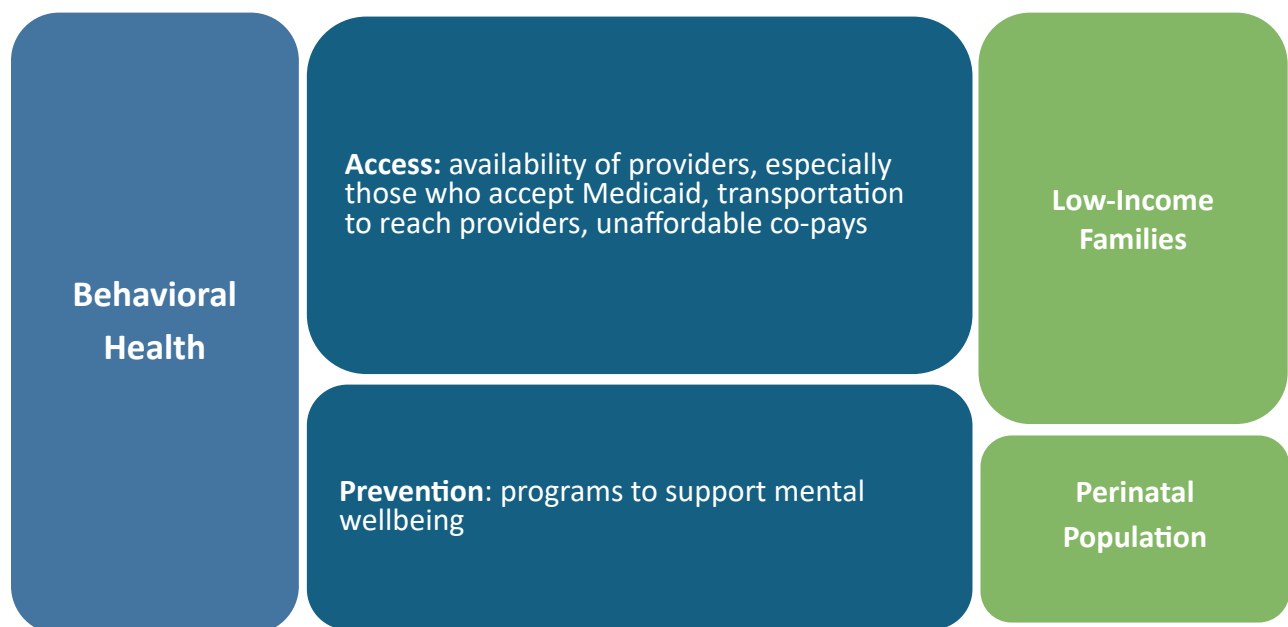 Behavioral
Health
Access: availability of providers, especially
those who accept Medicaid, transportation
to reach providers, unaffordable co-pays
Prevention: programs to support mental
wellbeing
Low-Income
Families
Perinatal
Population